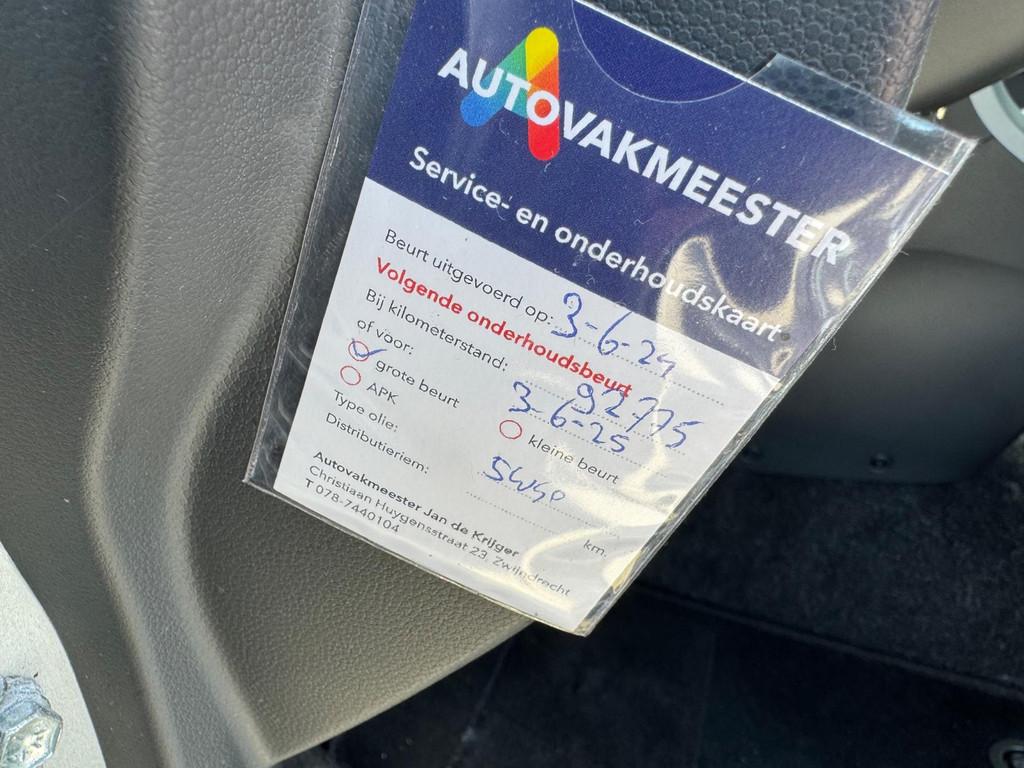 AUTOVAKMEESTER
Service- en onderhoudskaart
Beurt uitgevoerd op: 3-6-24
Volgende onderhoudsbeurt
Bij kilometerstand: 92775
of voor: 3-6-25
grote beurt kleine beurt
APK
Type olie: 5W30
Distributieriem: km.
Autovakmeester Jan de Krijger
Christiaan Huygensstraat 23, Zwijndrecht
T 078-7440104